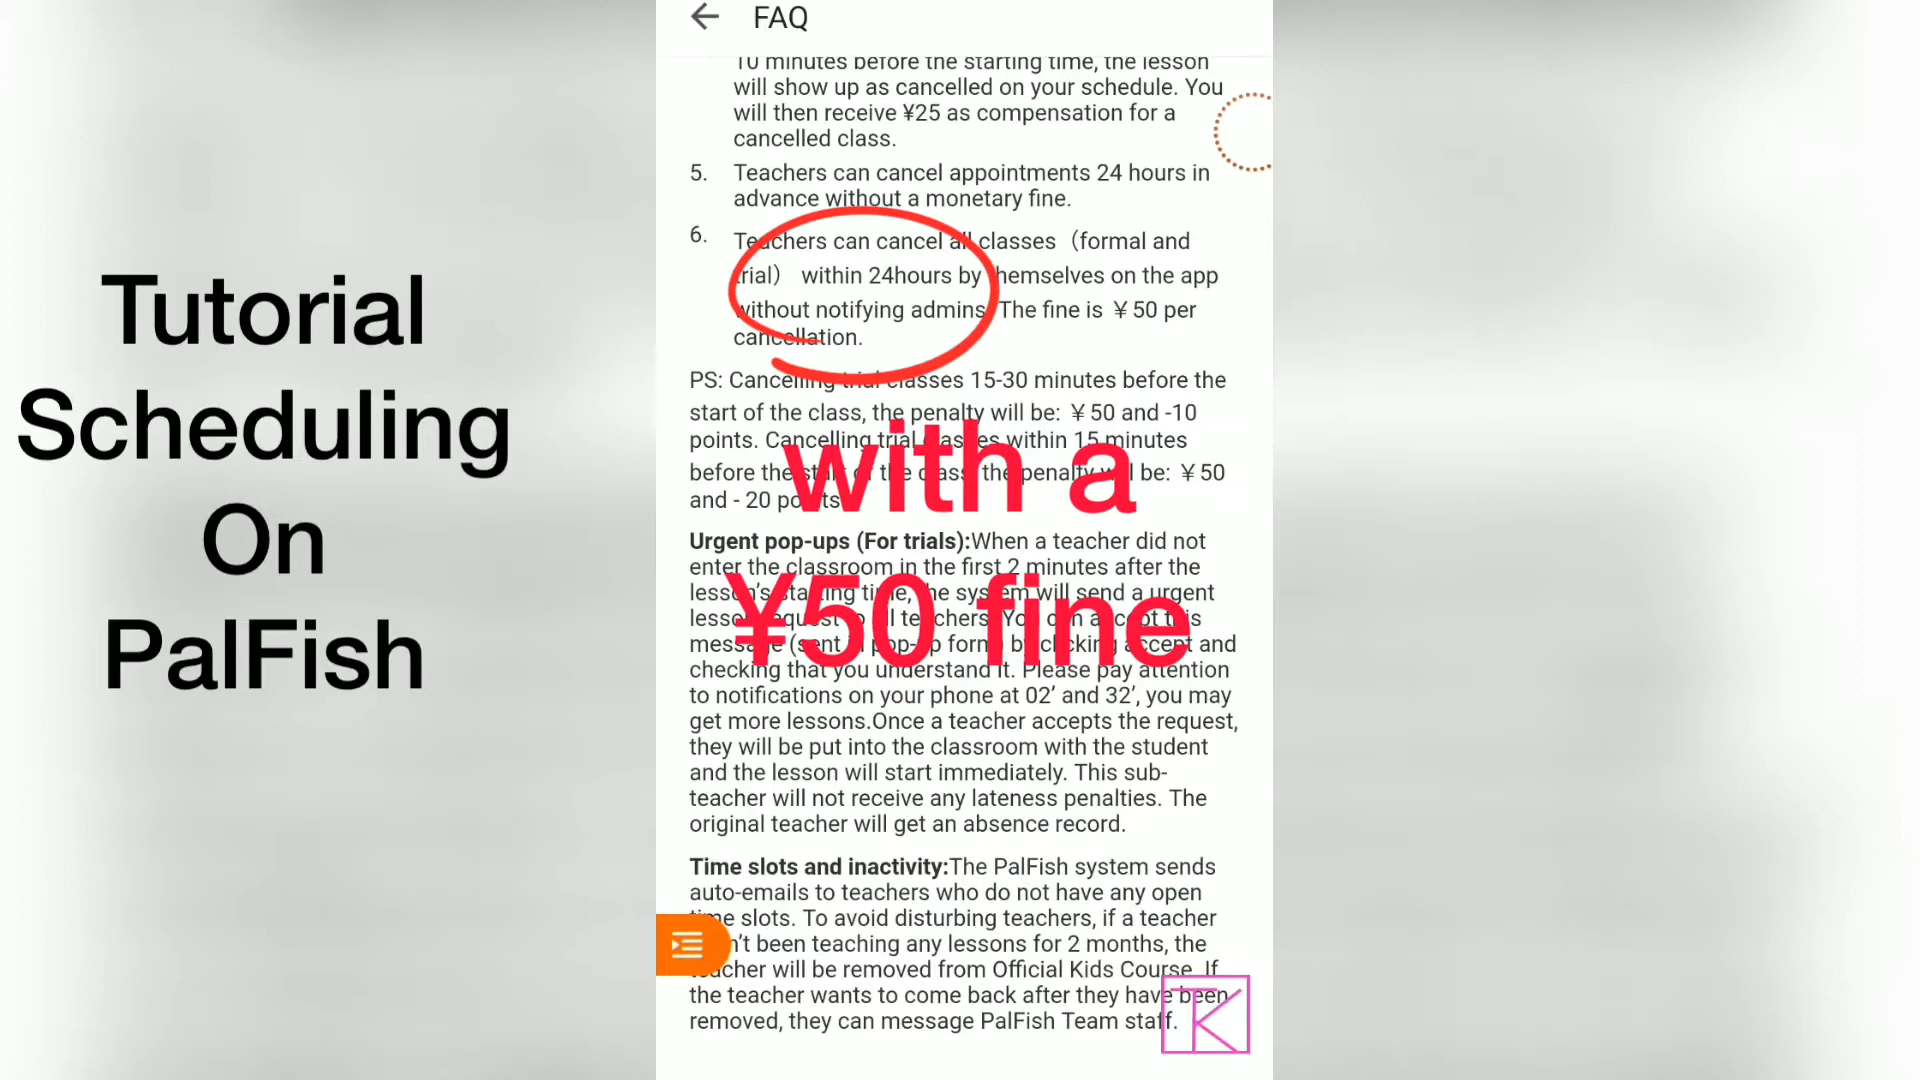 Tutorial
Scheduling
On
PalFish
FAQ
10 minutes before the starting time, the lesson
will show up as cancelled on your schedule. You
will then receive ¥25 as compensation for a
cancelled class.
5. Teachers can cancel appointments 24 hours in
advance without a monetary fine.
6. Teachers can cancel all classes（formal and
trial） within 24hours by themselves on the app
without notifying admins. The fine is ￥50 per
cancellation.
PS: Cancelling trial classes 15-30 minutes before the
start of the class, the penalty will be: ￥50 and -10
points. Cancelling trial classes within 15 minutes
before the start of the class, the penalty will be: ￥50
and - 20 points
with a
¥50 fine
Urgent pop-ups (For trials):When a teacher did not
enter the classroom in the first 2 minutes after the
lesson's starting time, the system will send a urgent
lesson request to all teachers. You can accept this
message (sent in pop-up form) by clicking accept and
checking that you understand it. Please pay attention
to notifications on your phone at 02’ and 32’, you may
get more lessons.Once a teacher accepts the request,
they will be put into the classroom with the student
and the lesson will start immediately. This sub-
teacher will not receive any lateness penalties. The
original teacher will get an absence record.
Time slots and inactivity:The PalFish system sends
auto-emails to teachers who do not have any open
time slots. To avoid disturbing teachers, if a teacher
n’t been teaching any lessons for 2 months, the
teacher will be removed from Official Kids Course. If
the teacher wants to come back after they have been
removed, they can message PalFish Team staff.
TK